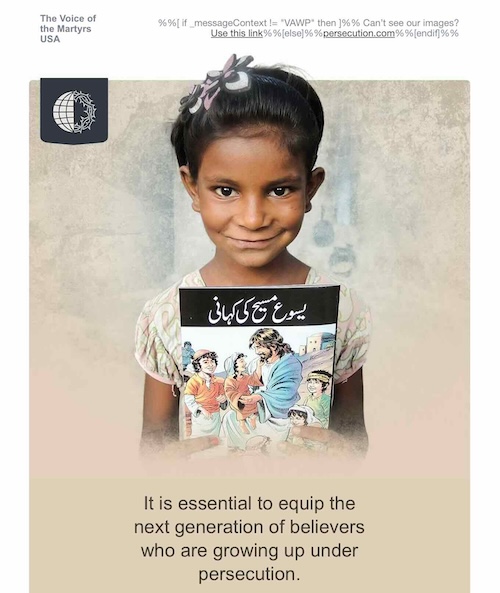 The Voice of
the Martyrs
USA
%%[ if _messageContext != "VAWP" then ]%% Can't see our images?
Use this link%%[else]%%persecution.com%%[endif]%%
یسوع مسیح کی کہانی
It is essential to equip the
next generation of believers
who are growing up under
persecution.